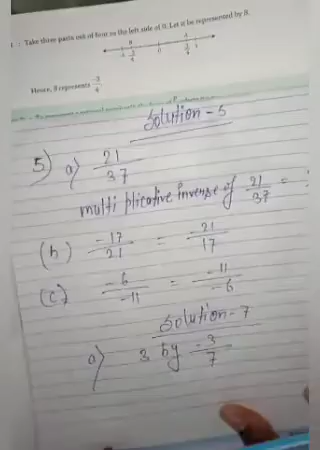 : Take three parts out of four on the left side of 0. Let it be represented by B.
B A
0
Hence, B represents -3/4.
Solution - 5
5) a) 21/37
multiplicative inverse of 21/37 =
(b) -17/21 = -21/17
(c) -6/-11 = -11/-6
Solution - 7
a) 3 by -3/7